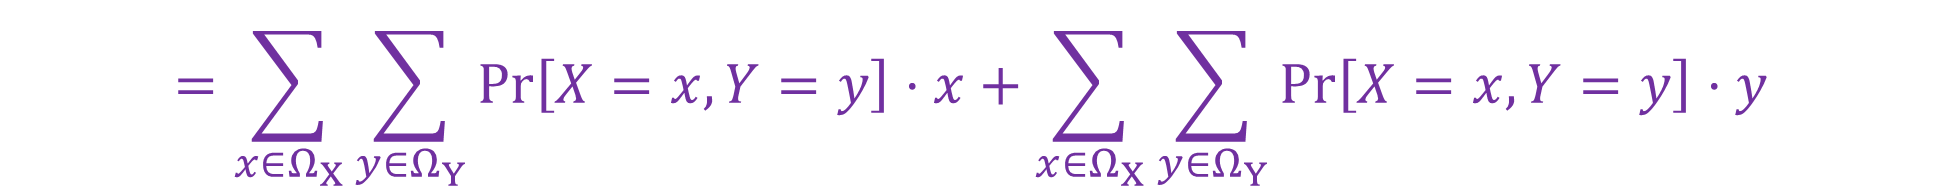 = ∑_{x∈Ω_X} ∑_{y∈Ω_Y} Pr[X = x, Y = y] · x + ∑_{x∈Ω_X} ∑_{y∈Ω_Y} Pr[X = x, Y = y] · y